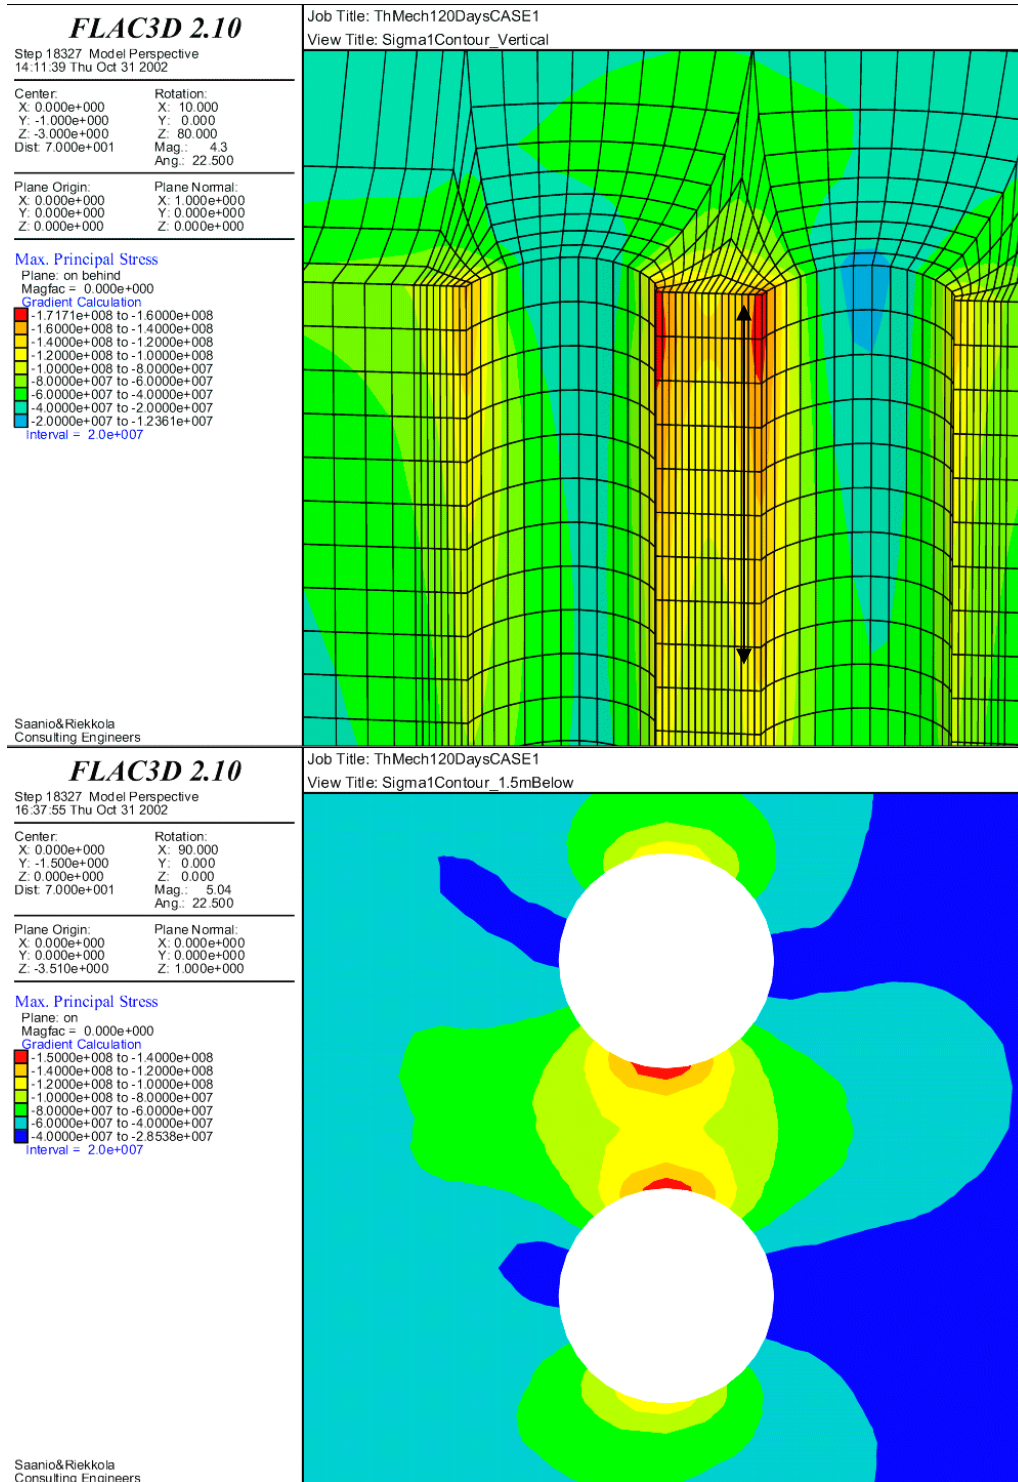 FLAC3D 2.10
Step 18327 Model Perspective
14:11:39 Thu Oct 31 2002
Center: Rotation:
X: 0.000e+000 X: 10.000
Y: -1.000e+000 Y: 0.000
Z: -3.000e+000 Z: 80.000
Dist: 7.000e+001 Mag.: 4.3
Ang.: 22.500
Plane Origin: Plane Normal:
X: 0.000e+000 X: 1.000e+000
Y: 0.000e+000 Y: 0.000e+000
Z: 0.000e+000 Z: 0.000e+000
Max. Principal Stress
Plane: on behind
Magfac = 0.000e+000
Gradient Calculation
-1.7171e+008 to -1.6000e+008
-1.6000e+008 to -1.4000e+008
-1.4000e+008 to -1.2000e+008
-1.2000e+008 to -1.0000e+008
-1.0000e+008 to -8.0000e+007
-8.0000e+007 to -6.0000e+007
-6.0000e+007 to -4.0000e+007
-4.0000e+007 to -2.0000e+007
-2.0000e+007 to -1.2361e+007
Interval = 2.0e+007
Saanio&Riekkola
Consulting Engineers
Job Title: ThMech120DaysCASE1
View Title: Sigma1Contour_Vertical
FLAC3D 2.10
Step 18327 Model Perspective
16:37:55 Thu Oct 31 2002
Center: Rotation:
X: 0.000e+000 X: 90.000
Y: -1.500e+000 Y: 0.000
Z: 0.000e+000 Z: 0.000
Dist: 7.000e+001 Mag.: 5.04
Ang.: 22.500
Plane Origin: Plane Normal:
X: 0.000e+000 X: 0.000e+000
Y: 0.000e+000 Y: 0.000e+000
Z: -3.510e+000 Z: 1.000e+000
Max. Principal Stress
Plane: on
Magfac = 0.000e+000
Gradient Calculation
-1.5000e+008 to -1.4000e+008
-1.4000e+008 to -1.2000e+008
-1.2000e+008 to -1.0000e+008
-1.0000e+008 to -8.0000e+007
-8.0000e+007 to -6.0000e+007
-6.0000e+007 to -4.0000e+007
-4.0000e+007 to -2.8538e+007
Interval = 2.0e+007
Saanio&Riekkola
Consulting Engineers
Job Title: ThMech120DaysCASE1
View Title: Sigma1Contour_1.5mBelow